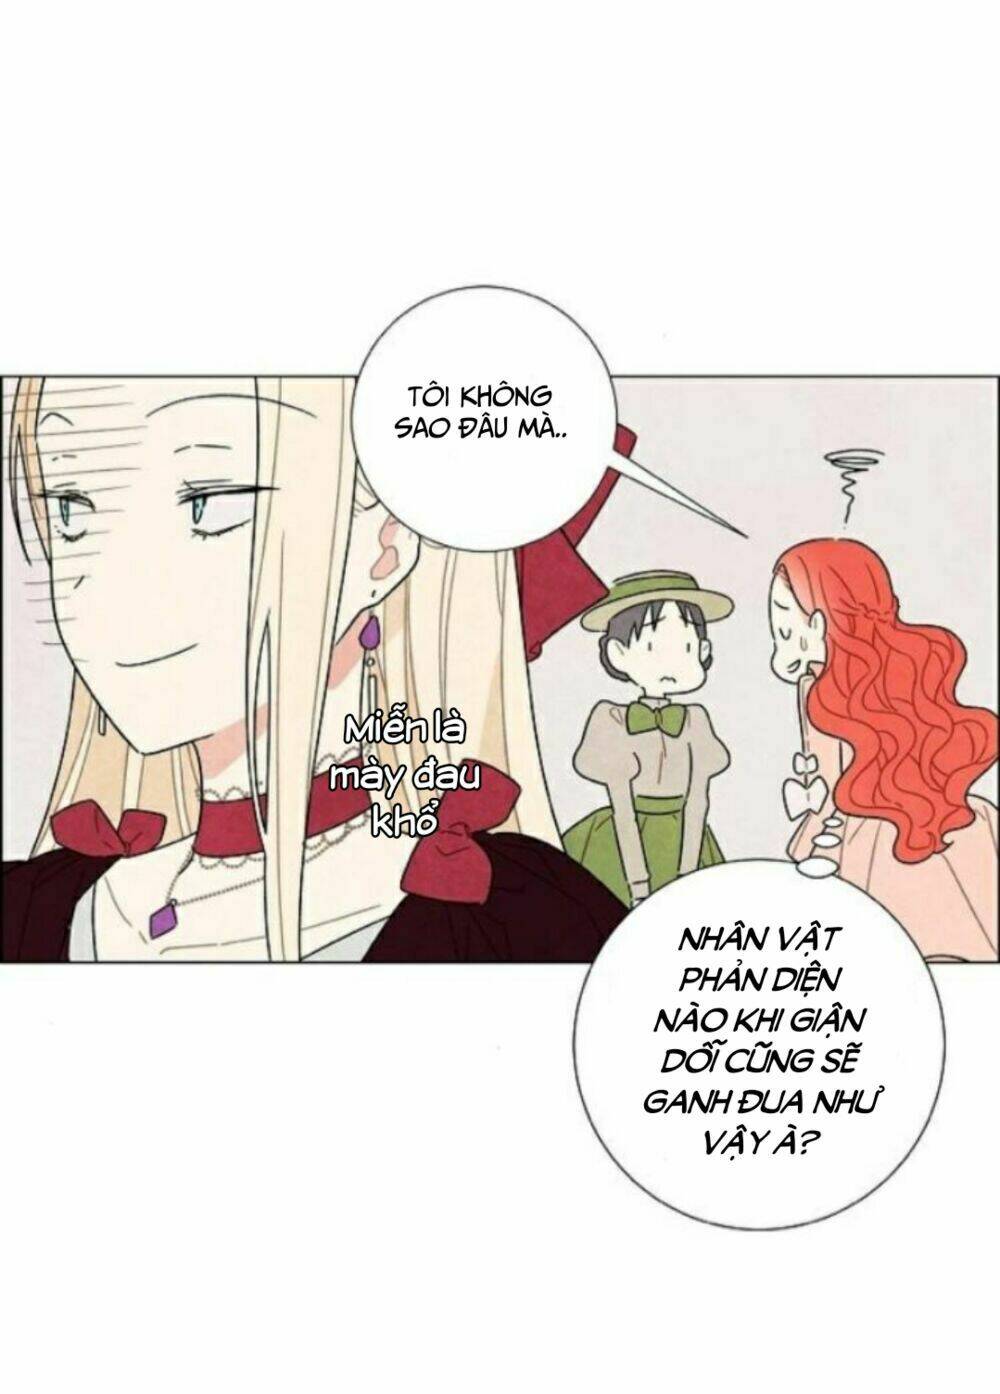 TÔI KHÔNG
SAO ĐÂU MÀ..
Miễn là
mày đau
khổ
NHÂN VẬT
PHẢN DIỆN
NÀO KHI GIẬN
DỖI CŨNG SẼ
GANH ĐUA NHƯ
VẬY À?